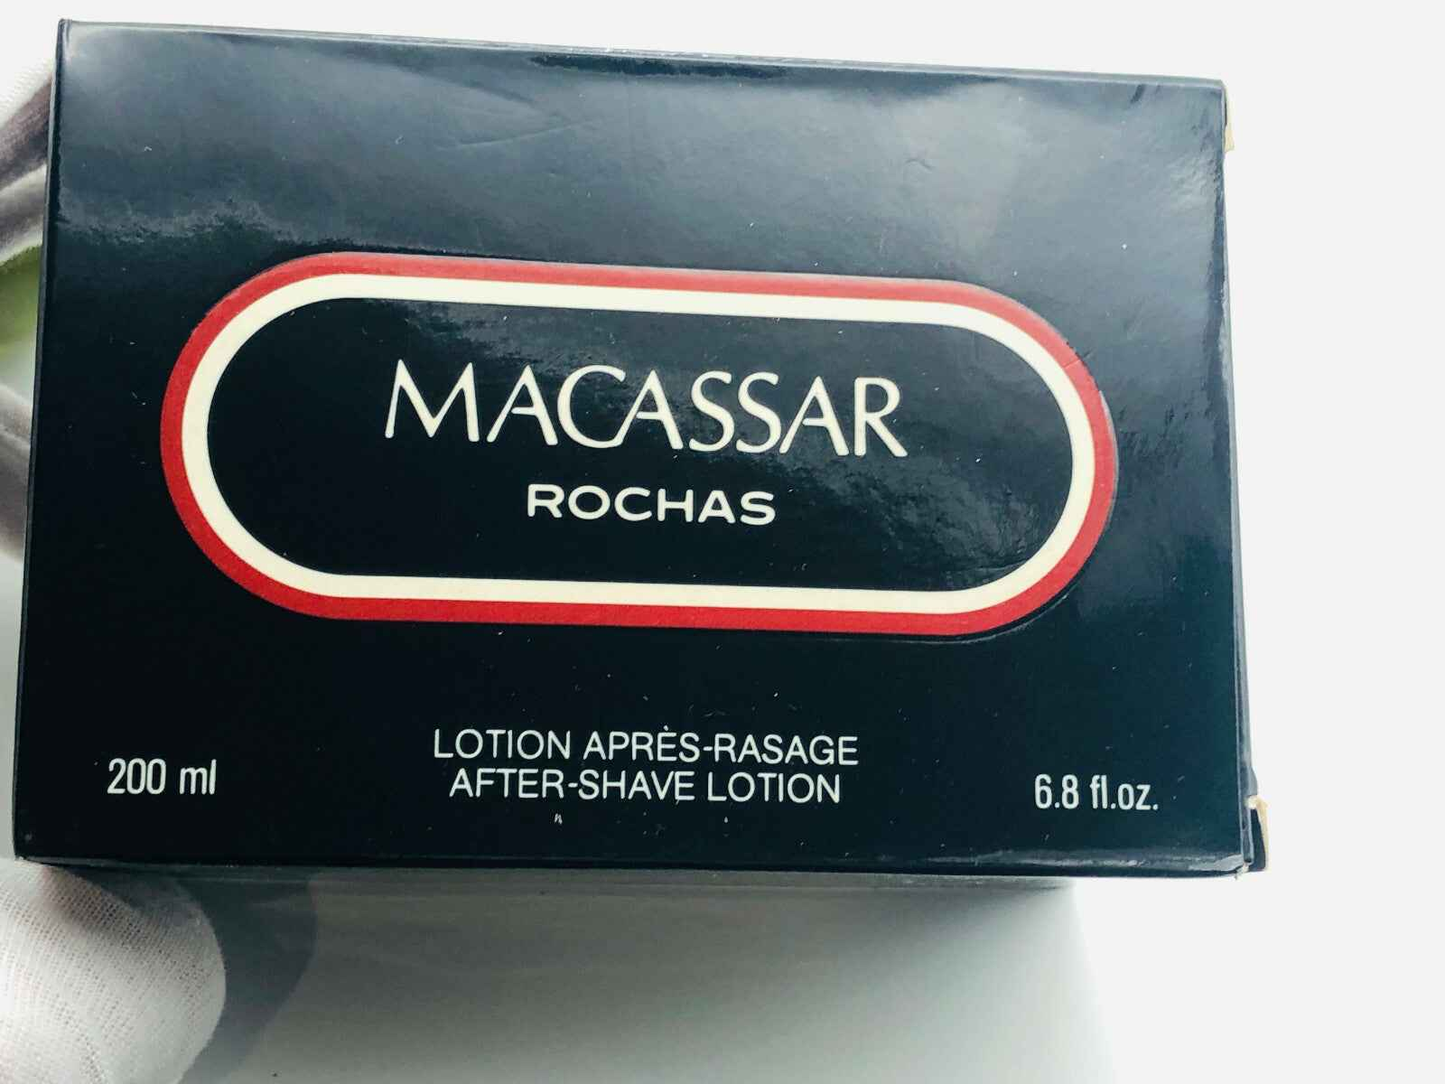 MACASSAR
ROCHAS
LOTION APRÈS-RASAGE
AFTER-SHAVE LOTION
200 ml
6.8 fl.oz.